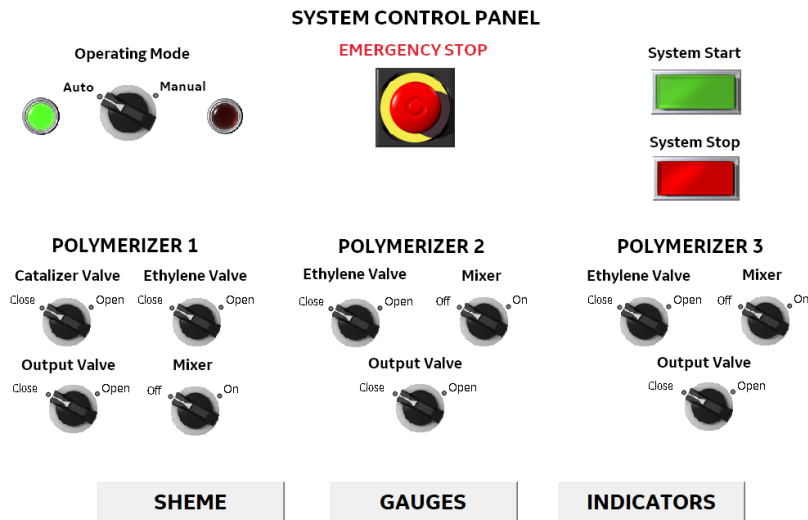 SYSTEM CONTROL PANEL
Operating Mode
EMERGENCY STOP
System Start
Auto
Manual
System Stop
POLYMERIZER 1
POLYMERIZER 2
POLYMERIZER 3
Catalizer Valve
Ethylene Valve
Close
Open
Close
Open
Output Valve
Mixer
Close
Open
Off
On
Ethylene Valve
Mixer
Close
Open
Off
On
Output Valve
Close
Open
Ethylene Valve
Mixer
Close
Open
Off
On
Output Valve
Close
Open
SHEME
GAUGES
INDICATORS